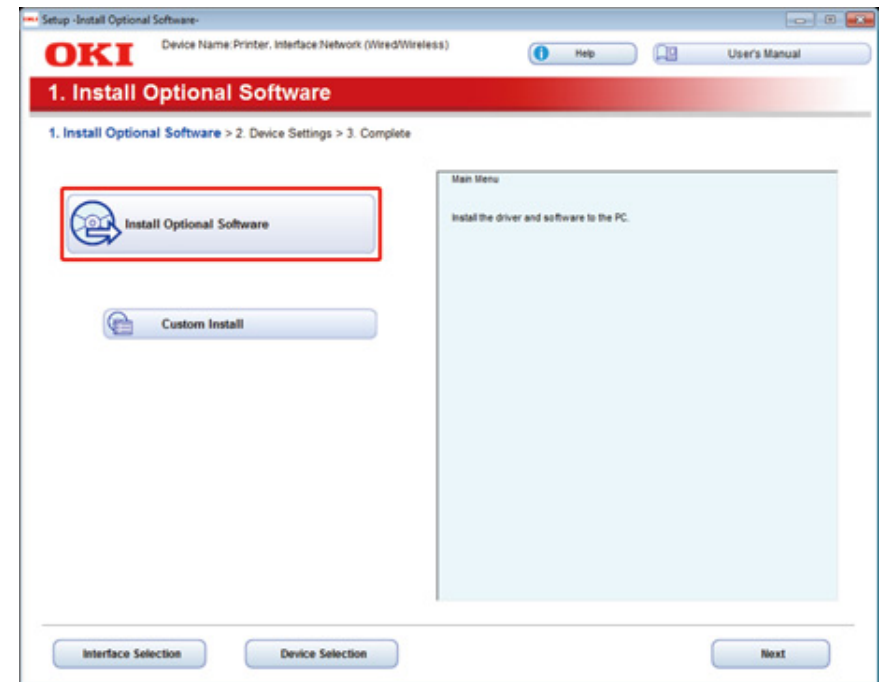 Setup -Install Optional Software-
OKI
Device Name:Printer, Interface:Network (Wired/Wireless)
Help
User's Manual
1. Install Optional Software
1. Install Optional Software > 2. Device Settings > 3. Complete
Main Menu
Install Optional Software
Install the driver and software to the PC.
Custom Install
Interface Selection
Device Selection
Next